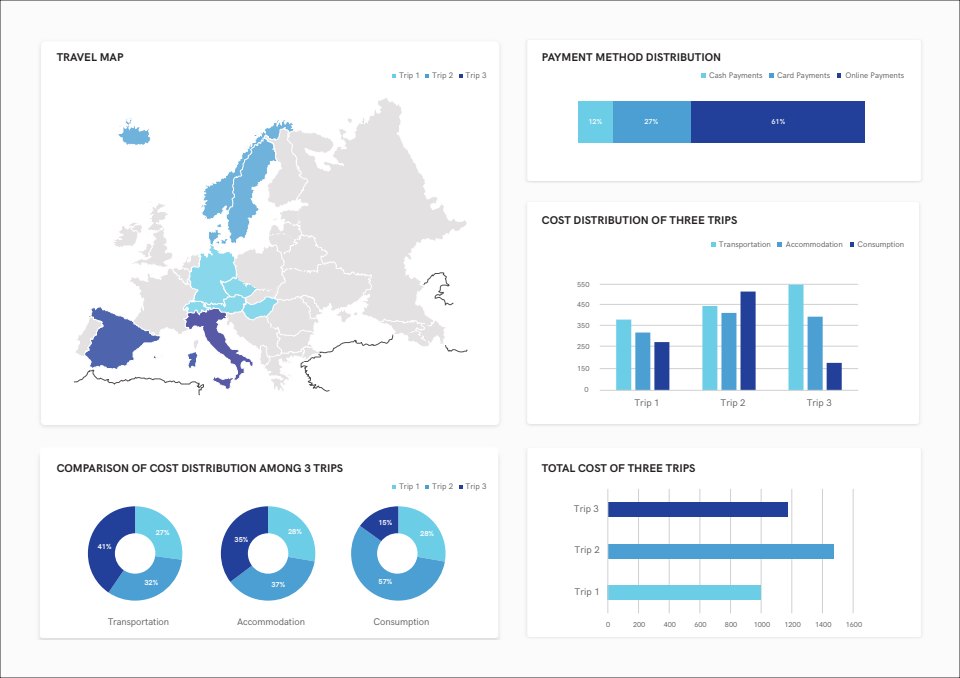 TRAVEL MAP
Trip 1 Trip 2 Trip 3
PAYMENT METHOD DISTRIBUTION
Cash Payments Card Payments Online Payments
12% 27% 61%
COST DISTRIBUTION OF THREE TRIPS
Transportation Accommodation Consumption
550
450
350
250
150
0
Trip 1 Trip 2 Trip 3
COMPARISON OF COST DISTRIBUTION AMONG 3 TRIPS
Trip 1 Trip 2 Trip 3
27%
41%
32%
Transportation
28%
35%
37%
Accommodation
15%
28%
57%
Consumption
TOTAL COST OF THREE TRIPS
Trip 3
Trip 2
Trip 1
0 200 400 600 800 1000 1200 1400 1600